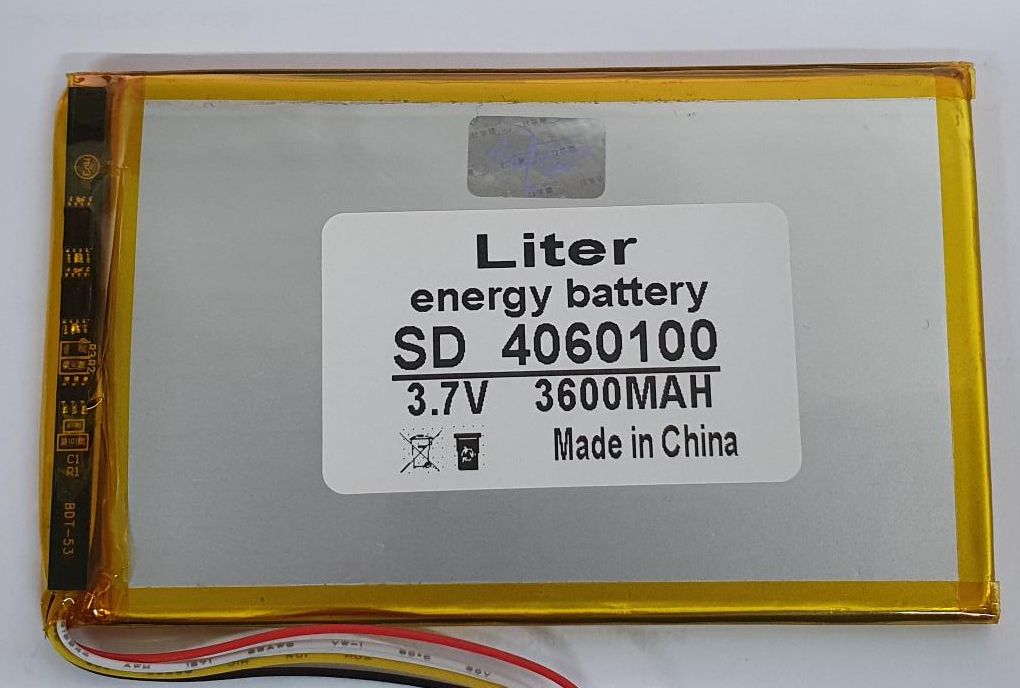 Liter
energy battery
SD 4060100
3.7V 3600MAH
Made in China
R3R2
C1
R1
BDT-53